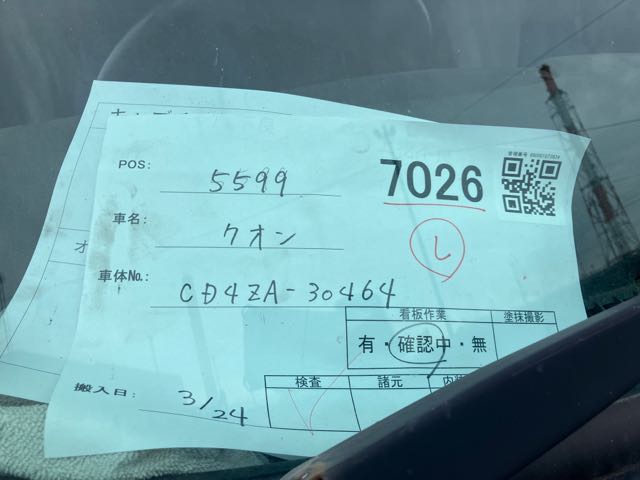 POS: 5599
7026
車名: クオン
し
車体No.: CD4ZA-30464
看板作業 塗抹撮影
有・確認中・無
検査 諸元
搬入日: 3/24